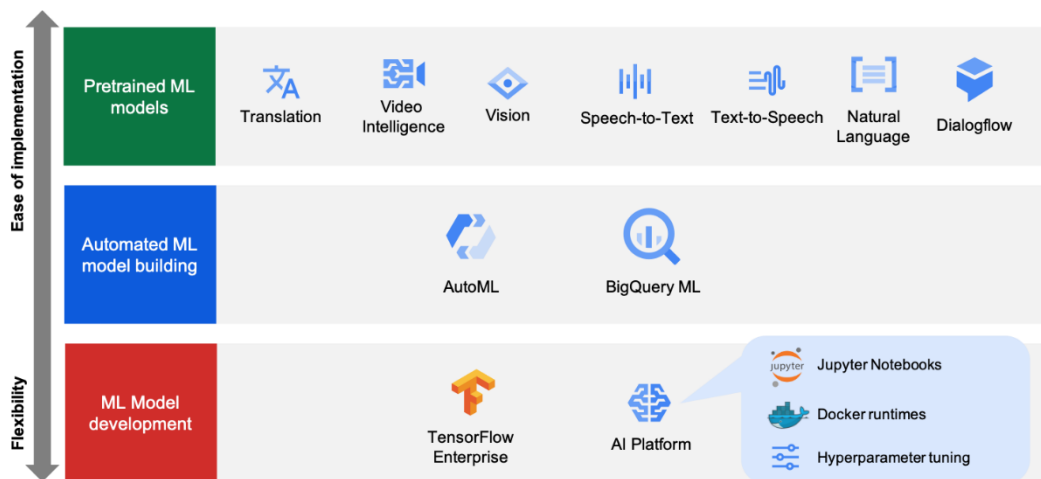 Ease of implementation
Pretrained ML
models
Translation
Video
Intelligence
Vision
Speech-to-Text
Text-to-Speech
Natural
Language
Dialogflow
Automated ML
model building
AutoML
BigQuery ML
Flexibility
ML Model
development
TensorFlow
Enterprise
AI Platform
jupyter
Jupyter Notebooks
Docker runtimes
Hyperparameter tuning